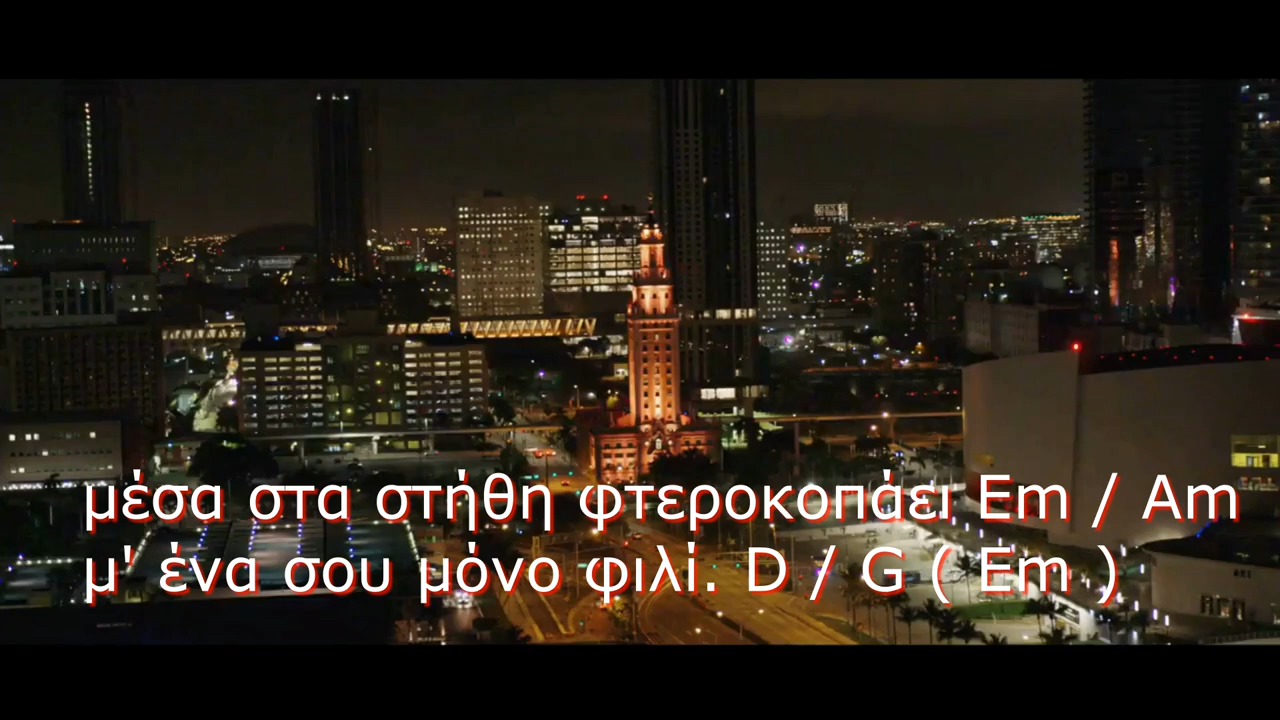 μέσα στα στήθη φτεροκοπάει Em / Am
μ' ένα σου μόνο φιλί. D / G ( Em )